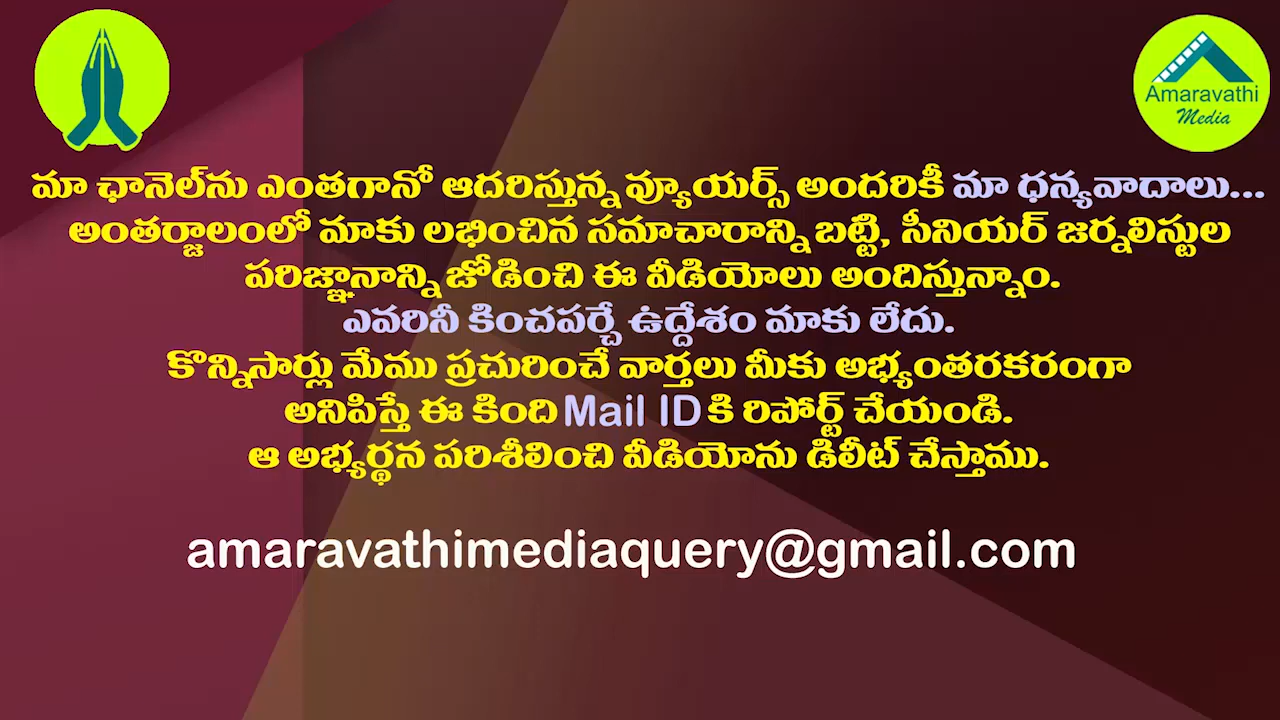 Amaravathi
Media
మా ఛానెల్‌ను ఎంతగానో ఆదరిస్తున్న వ్యూయర్స్ అందరికీ మా ధన్యవాదాలు...
అంతర్జాలంలో మాకు లభించిన సమాచారాన్ని బట్టి, సీనియర్ జర్నలిస్టుల
పరిజ్ఞానాన్ని జోడించి ఈ వీడియోలు అందిస్తున్నాం.
ఎవరినీ కించపర్చే ఉద్దేశం మాకు లేదు.
కొన్నిసార్లు మేము ప్రచురించే వార్తలు మీకు అభ్యంతరకరంగా
అనిపిస్తే ఈ కింది Mail ID కి రిపోర్ట్ చేయండి.
ఆ అభ్యర్థన పరిశీలించి వీడియోను డిలీట్ చేస్తాము.
amaravathimediaquery@gmail.com